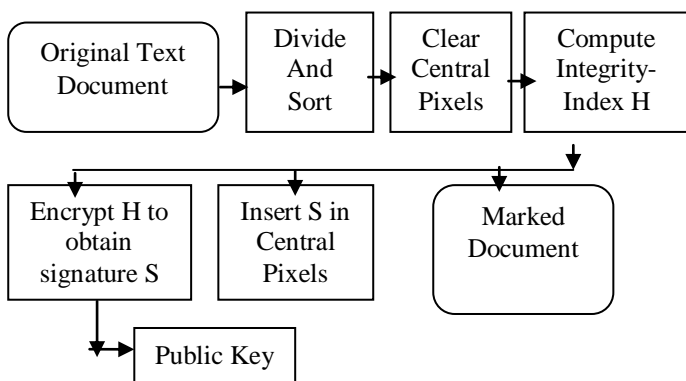 Original Text
Document
Divide
And
Sort
Clear
Central
Pixels
Compute
Integrity-
Index H
Encrypt H to
obtain
signature S
Insert S in
Central
Pixels
Marked
Document
Public Key